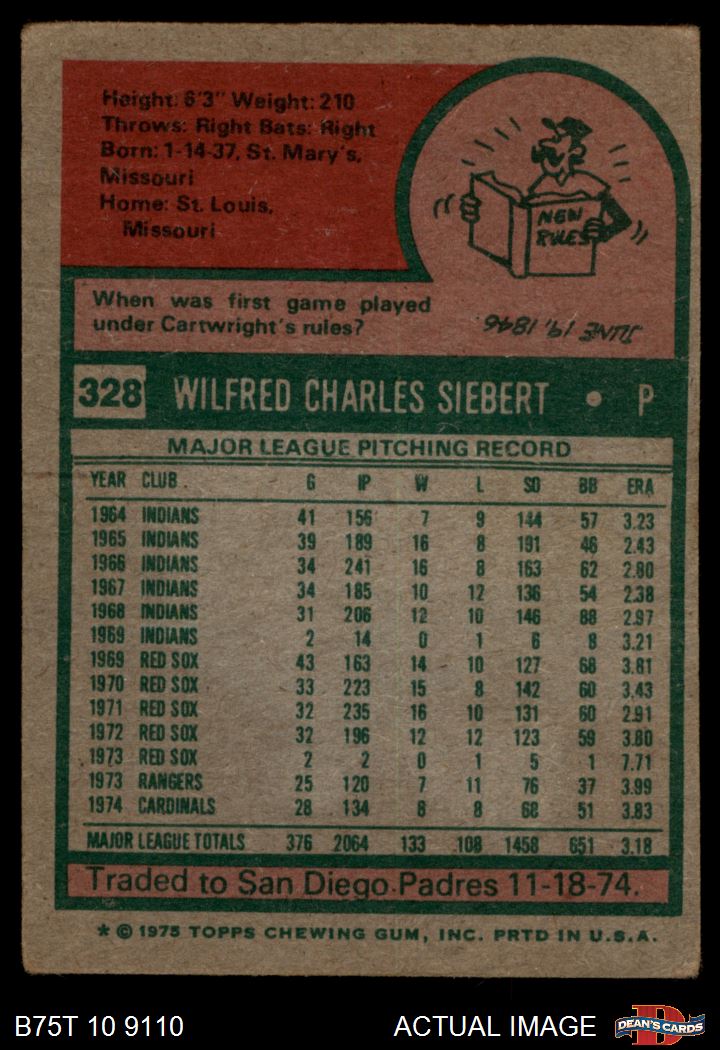 Height: 6'3" Weight: 210
Throws: Right Bats: Right
Born: 1-14-37, St. Mary's,
Missouri
Home: St. Louis,
Missouri
NEW
RULES
When was first game played
under Cartwright's rules?
JUNE 19, 1846
328 WILFRED CHARLES SIEBERT • P
MAJOR LEAGUE PITCHING RECORD
YEAR CLUB G IP W L SO BB ERA
1964 INDIANS 41 156 7 9 144 57 3.23
1965 INDIANS 39 189 16 8 191 46 2.43
1966 INDIANS 34 241 16 8 163 62 2.80
1967 INDIANS 34 185 10 12 136 54 2.38
1968 INDIANS 31 206 12 10 146 88 2.97
1969 INDIANS 2 14 0 1 6 8 3.21
1969 RED SOX 43 163 14 10 127 68 3.81
1970 RED SOX 33 223 15 8 142 60 3.43
1971 RED SOX 32 235 16 10 131 60 2.91
1972 RED SOX 32 196 12 12 123 59 3.80
1973 RED SOX 2 2 0 1 5 1 7.71
1973 RANGERS 25 120 7 11 76 37 3.99
1974 CARDINALS 28 134 8 8 68 51 3.83
MAJOR LEAGUE TOTALS 376 2064 133 108 1458 651 3.18
Traded to San Diego Padres 11-18-74.
* © 1975 TOPPS CHEWING GUM, INC. PRTD IN U.S.A.
B75T 10 9110 ACTUAL IMAGE DEAN'S CARDS